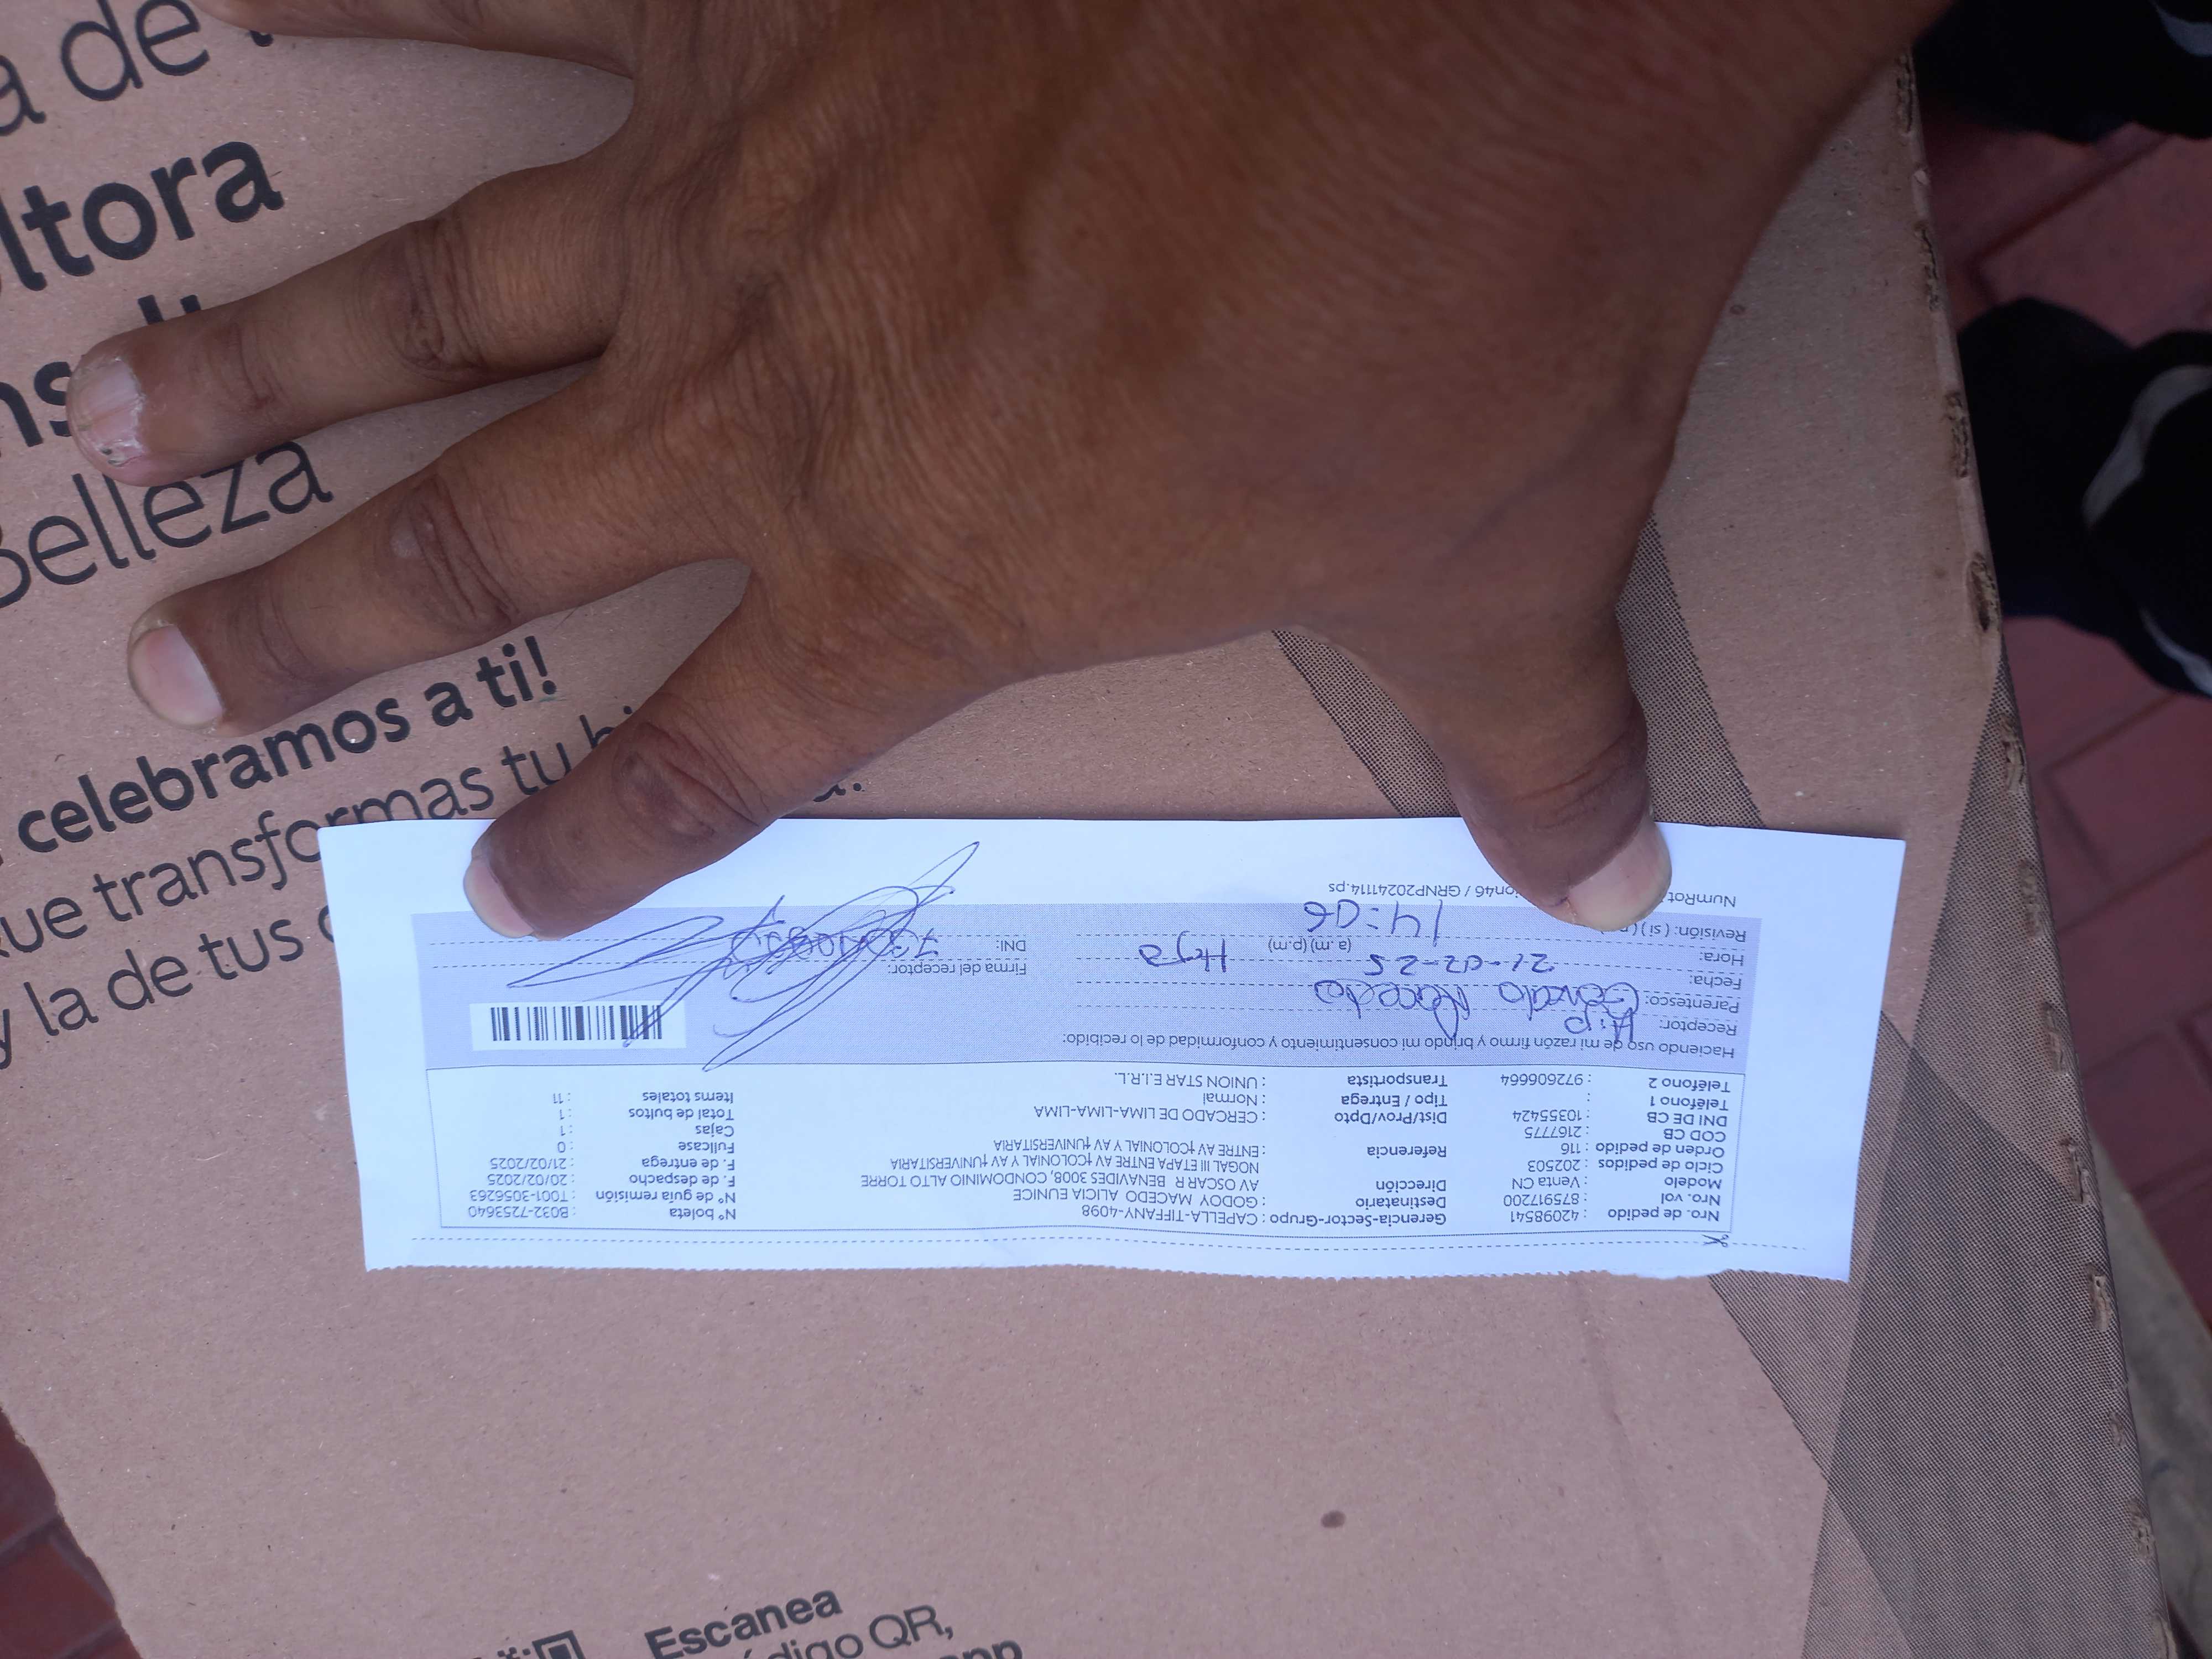 a de
ltora
Belleza
celebramos a ti!
ue transformas tu
y la de tus
Nro. de pedido : 42098541 Gerencia-Sector-Grupo : CAPELLA-TIFFANY-4098 N° boleta : B032-7253640
Nro. vol : 875917200 Destinatario : GODOY MACEDO ALICIA EUNICE N° de guía remisión : T001-3056263
Modelo : Venta CN Dirección AV OSCAR R BENAVIDES 3008, CONDOMINIO ALTO TORRE F. de despacho : 20/02/2025
Ciclo de pedidos : 202503 NOGAL III ETAPA ENTRE AV †COLONIAL Y AV †UNIVERSITARIA F. de entrega : 21/02/2025
Orden de pedido : 116 Referencia : ENTRE AV †COLONIAL Y AV †UNIVERSITARIA Fullcase : 0
COD CB : 2167775 Cajas : 1
DNI DE CB : 10355424 Dist/Prov/Dpto : CERCADO DE LIMA-LIMA-LIMA Total de bultos : 1
Teléfono 1 : Tipo / Entrega : Normal Items totales : 11
Teléfono 2 : 972606664 Transportista : UNION STAR E.I.R.L.
Haciendo uso de mi razón firmo y brindo mi consentimiento y conformidad de lo recibido:
Receptor: Hijo
Parentesco: Gonzalo Macedo
Fecha: 21-02-25
Hora: (a. m) (p.m) Firma del receptor:
Revisión: ( si ) 14:06 DNI:
NumRot / GRNP20241114.ps
Escanea
código QR,